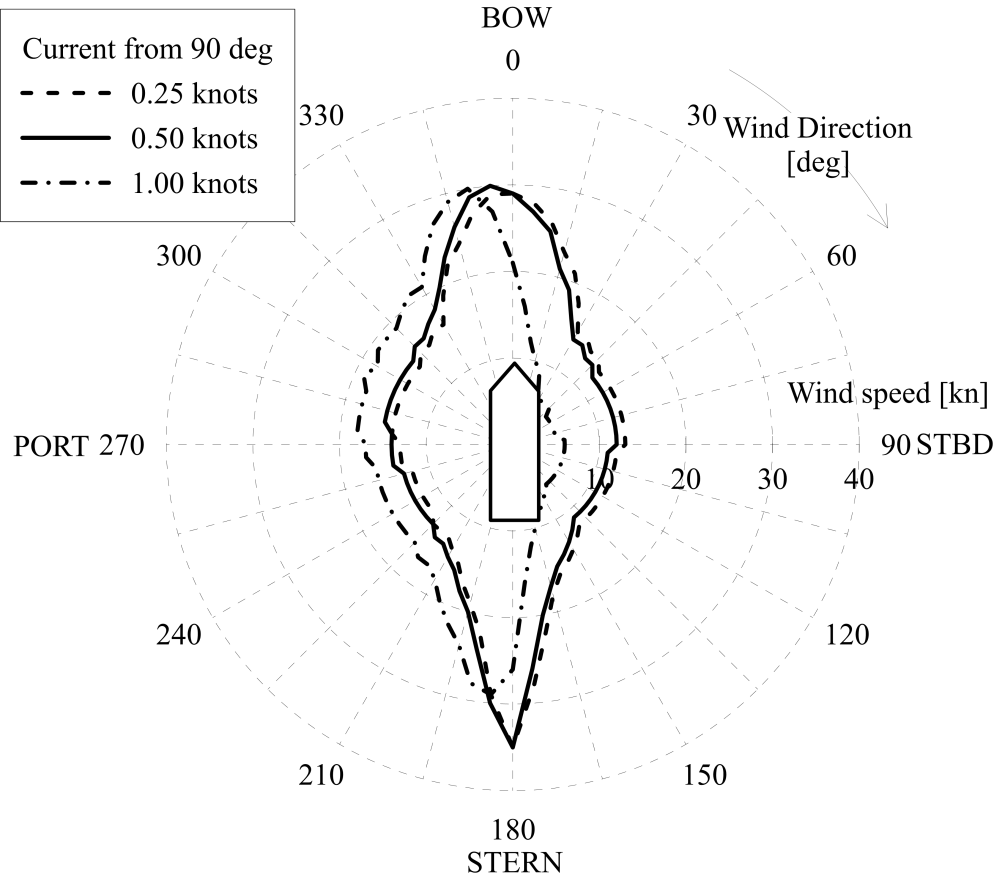 BOW
0
Current from 90 deg
0.25 knots
0.50 knots
1.00 knots
330
30
Wind Direction
[deg]
300
60
Wind speed [kn]
PORT 270
90 STBD
10
20
30
40
240
120
210
150
180
STERN